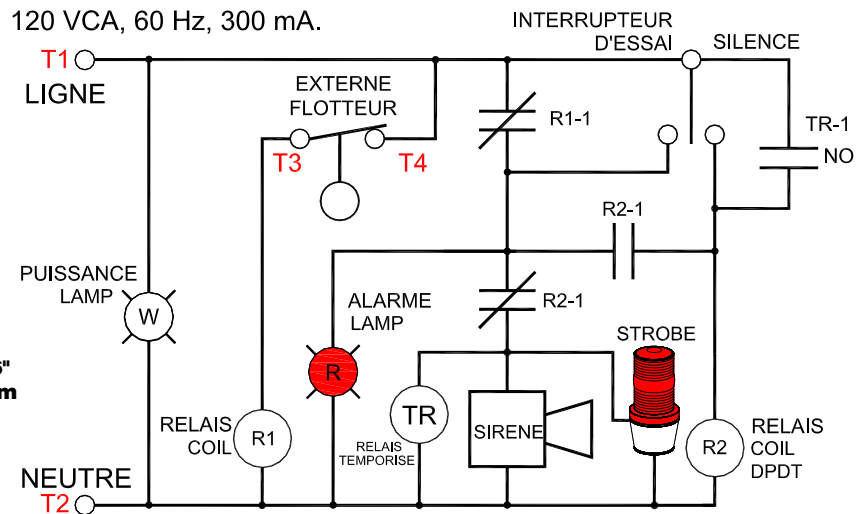 120 VCA, 60 Hz, 300 mA.
INTERRUPTEUR
D'ESSAI
SILENCE
T1
LIGNE
EXTERNE
FLOTTEUR
R1-1
TR-1
NO
T3
T4
R2-1
PUISSANCE
LAMP
W
ALARME
LAMP
R2-1
STROBE
R
6"
m
RELAIS
COIL
R1
TR
RELAIS
TEMPORISE
SIRENE
R2
RELAIS
COIL
DPDT
NEUTRE
T2